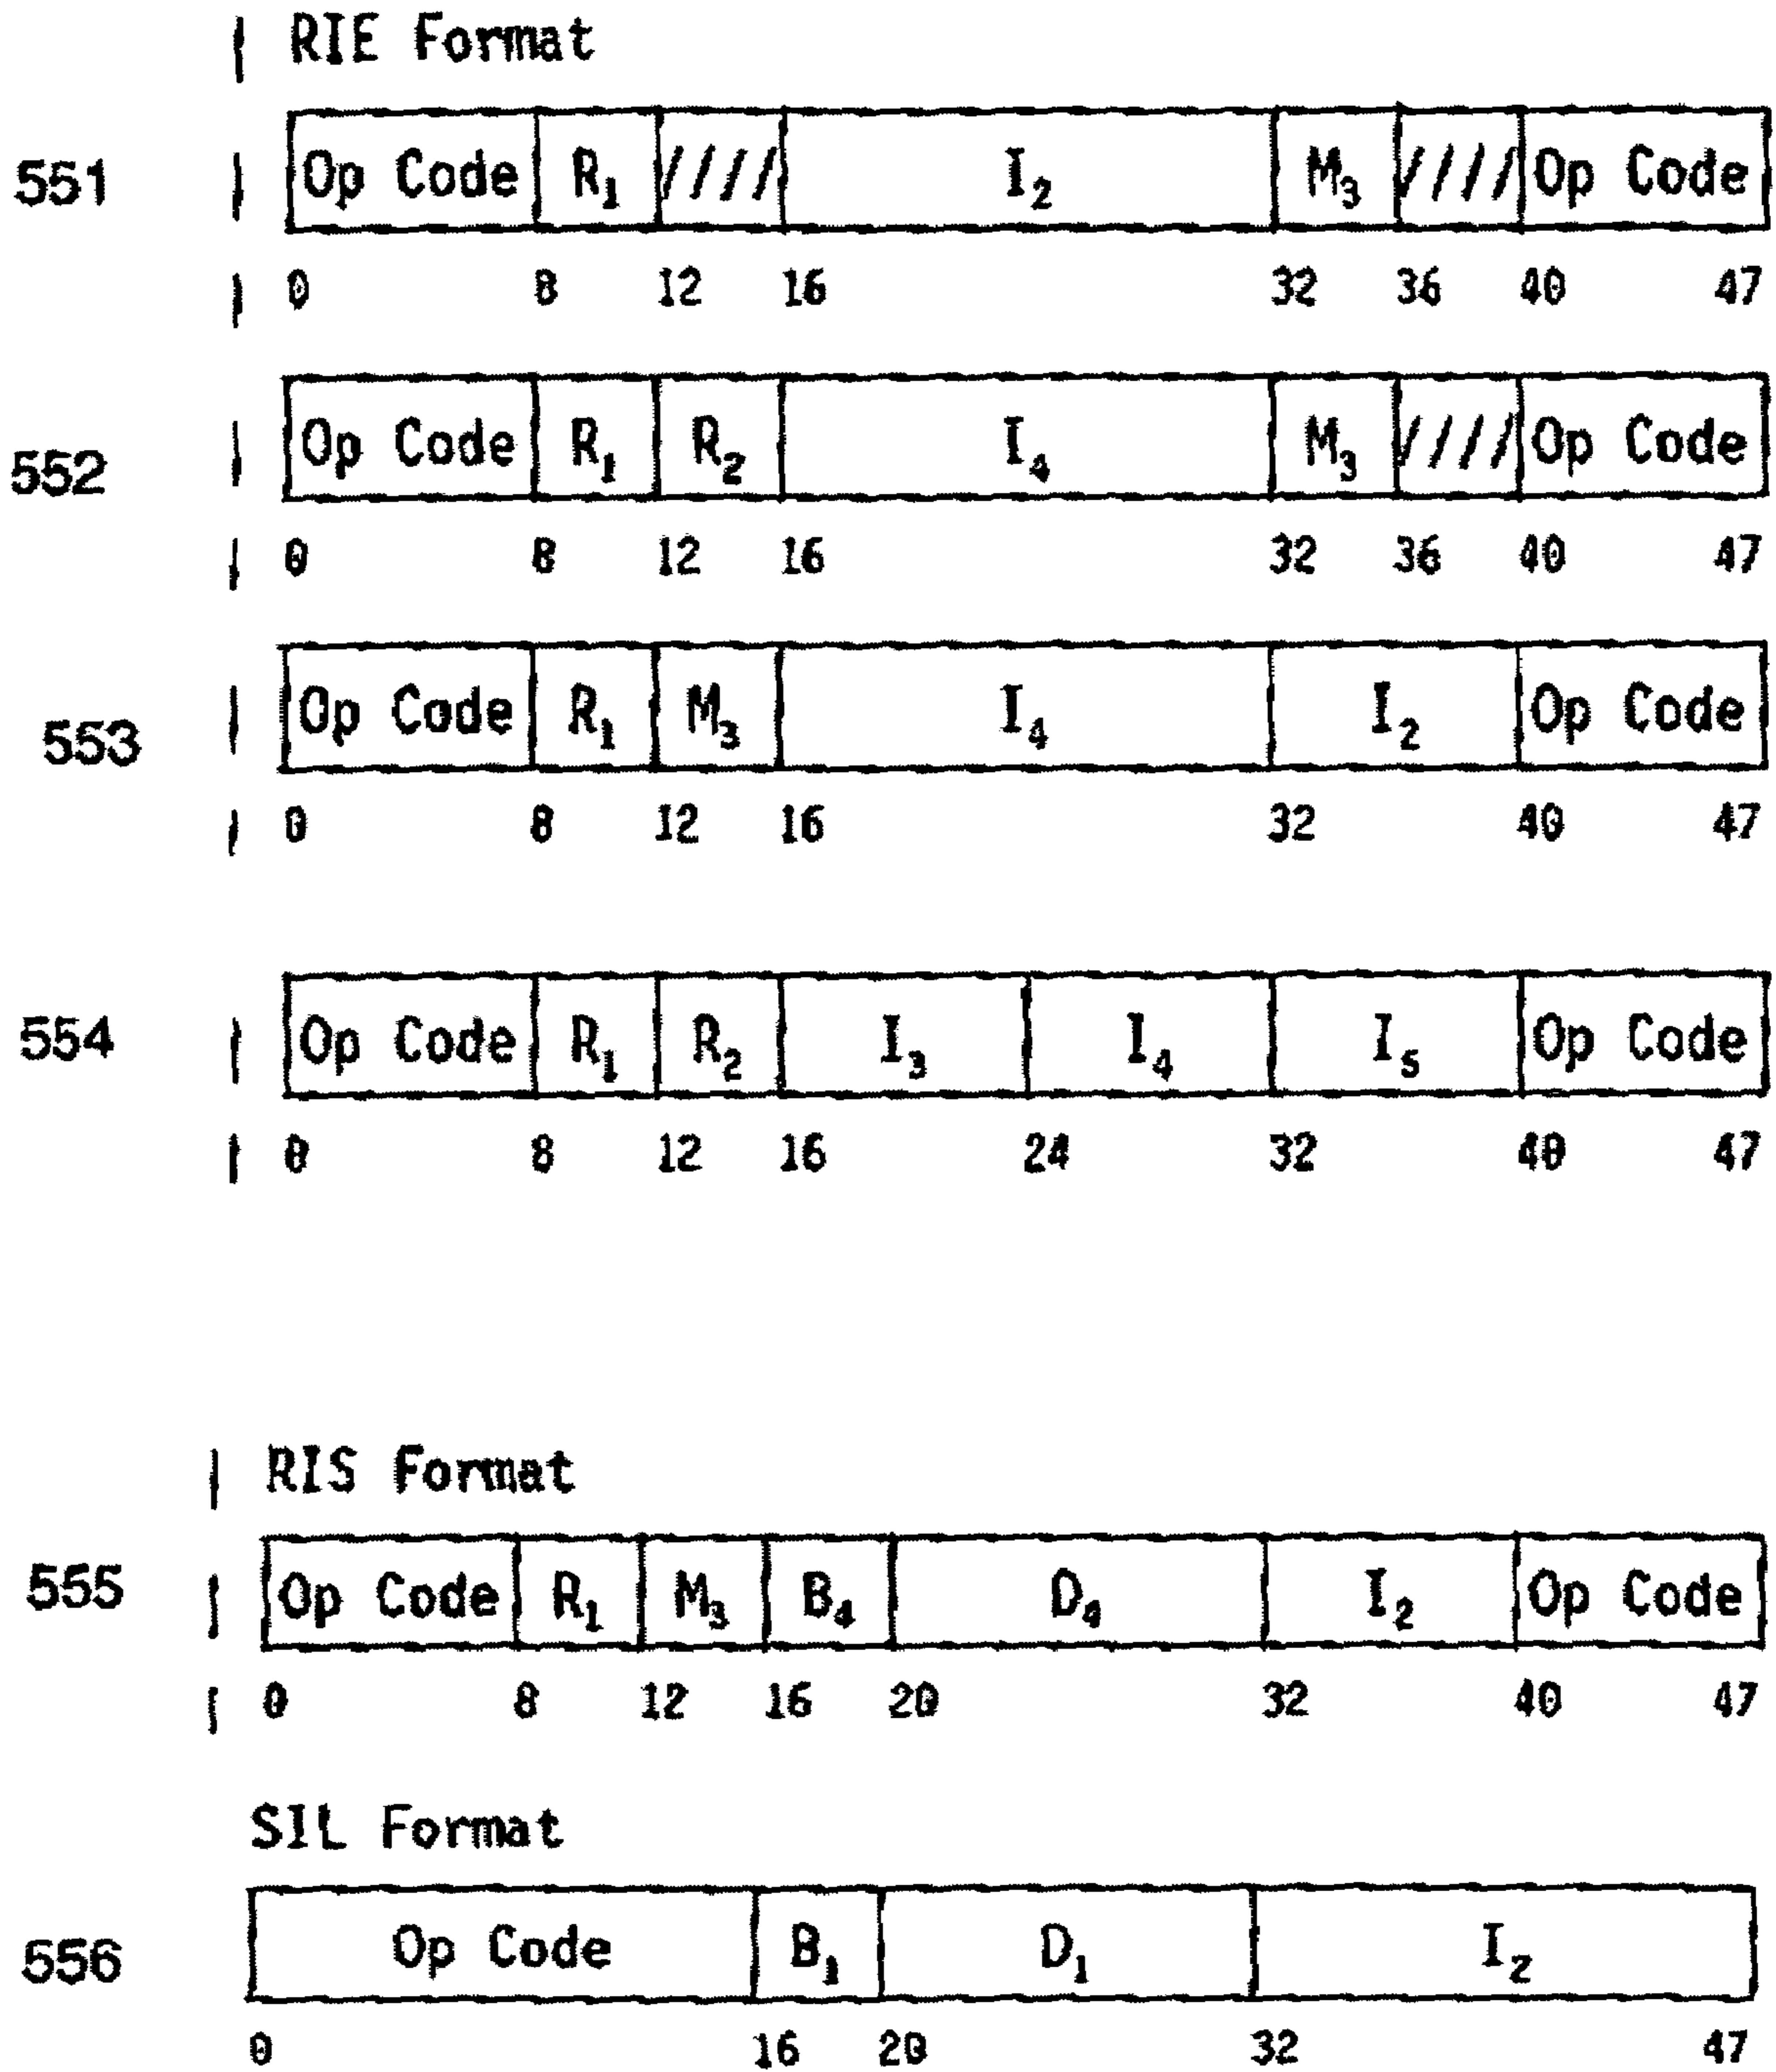 RIE Format
551 Op Code R₁ //// I₂ M₃ //// Op Code
0 8 12 16 32 36 40 47
552 Op Code R₁ R₂ I₄ M₃ //// Op Code
0 8 12 16 32 36 40 47
553 Op Code R₁ M₃ I₄ I₂ Op Code
0 8 12 16 32 40 47
554 Op Code R₁ R₂ I₃ I₄ I₅ Op Code
0 8 12 16 24 32 40 47
RIS Format
555 Op Code R₁ M₃ B₄ D₄ I₂ Op Code
0 8 12 16 20 32 40 47
SIL Format
556 Op Code B₁ D₁ I₂
0 16 20 32 47